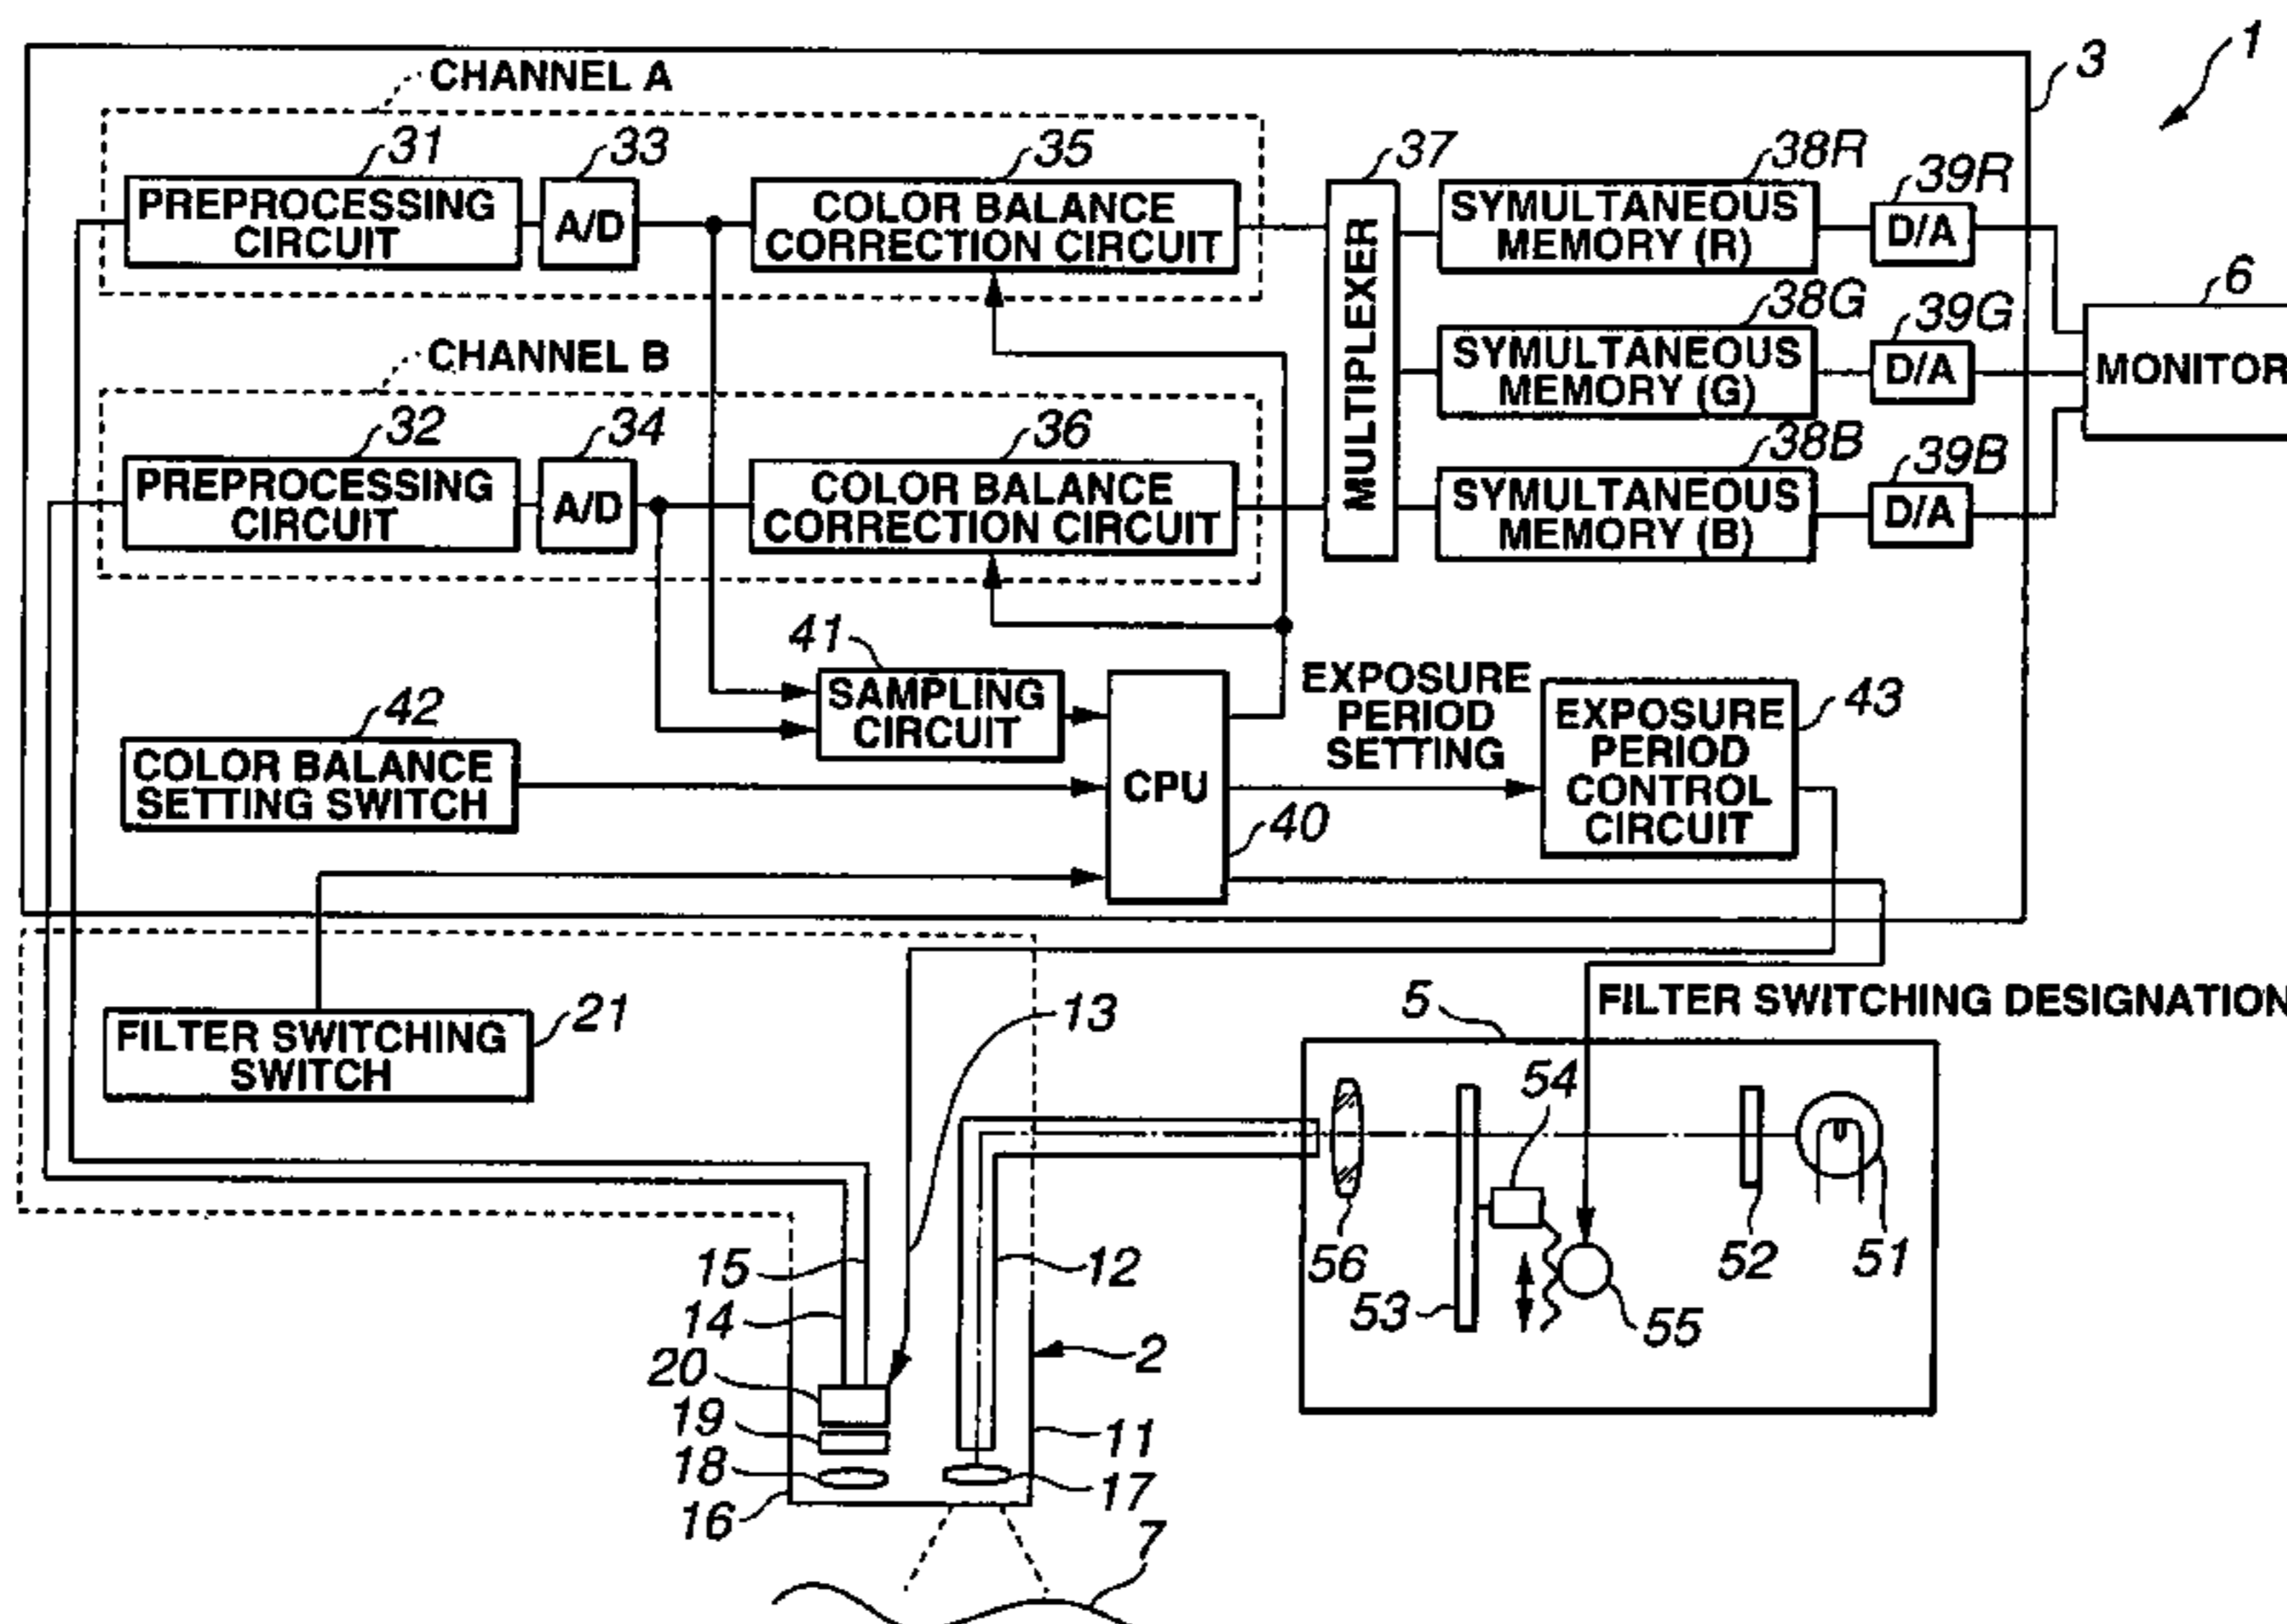 1
3
CHANNEL A
31
33
35
37
38R
39R
PREPROCESSING
CIRCUIT
A/D
COLOR BALANCE
CORRECTION CIRCUIT
MULTIPLEXER
SYMULTANEOUS
MEMORY (R)
D/A
6
38G
39G
CHANNEL B
SYMULTANEOUS
MEMORY (G)
D/A
MONITOR
32
34
36
38B
39B
PREPROCESSING
CIRCUIT
A/D
COLOR BALANCE
CORRECTION CIRCUIT
SYMULTANEOUS
MEMORY (B)
D/A
41
SAMPLING
CIRCUIT
EXPOSURE
PERIOD
SETTING
EXPOSURE
PERIOD
CONTROL
CIRCUIT
43
42
COLOR BALANCE
SETTING SWITCH
CPU
40
FILTER SWITCHING
SWITCH
21
13
5
FILTER SWITCHING DESIGNATION
54
15
12
56
52
51
14
53
55
20
2
19
11
18
17
16
7